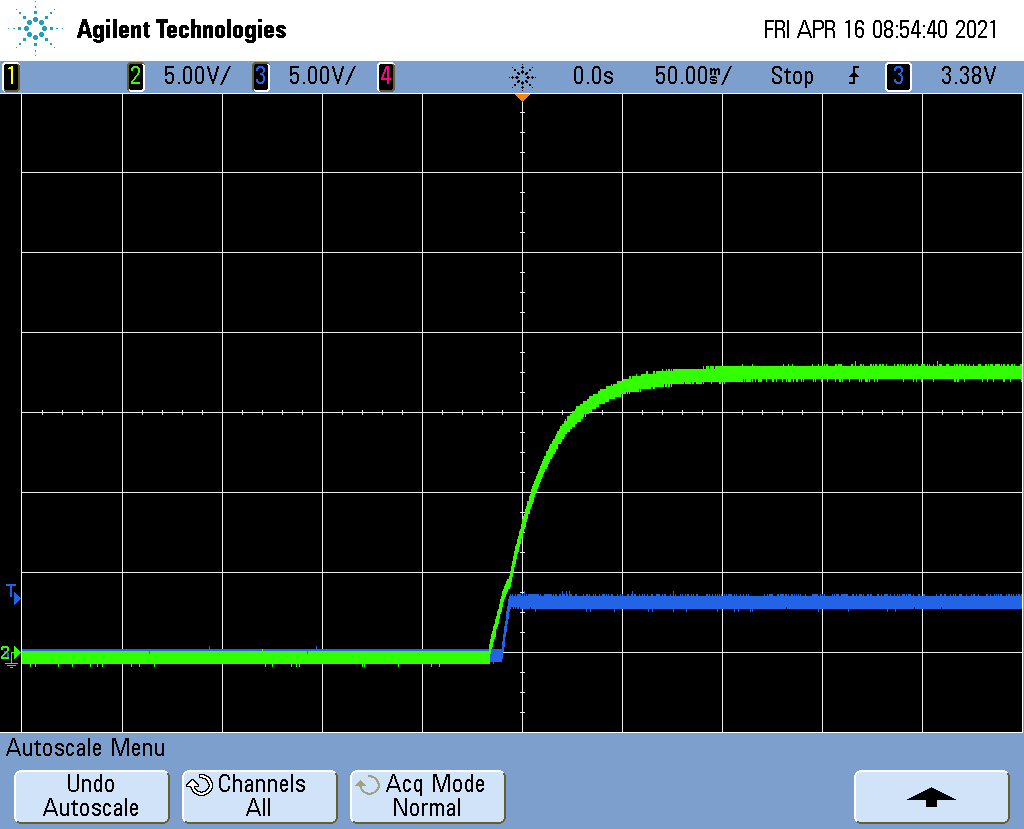 Agilent Technologies
FRI APR 16 08:54:40 2021
1 2 5.00V/ 3 5.00V/ 4 0.0s 50.00ms/ Stop 3 3.38V
T
2
Autoscale Menu
Undo
Autoscale
Channels
All
Acq Mode
Normal